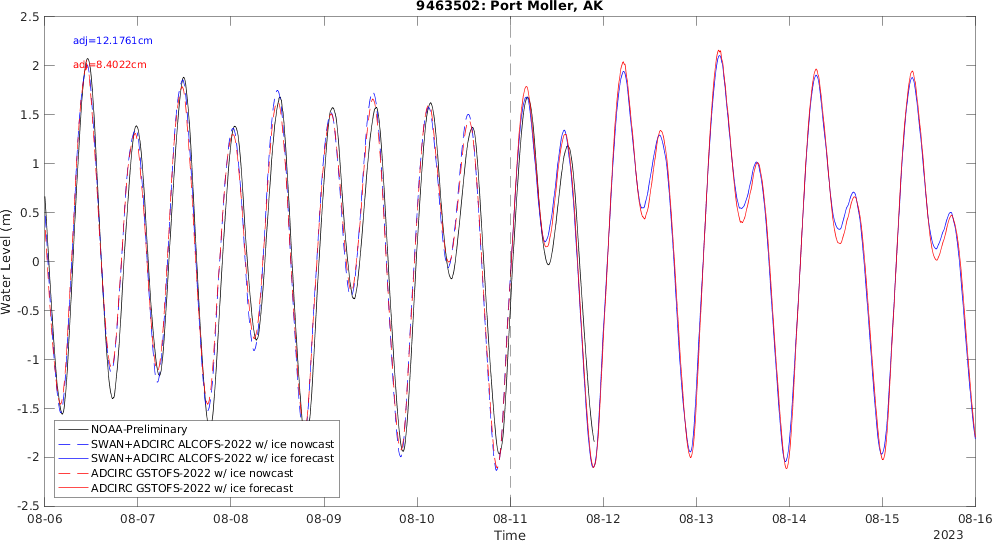 9463502: Port Moller, AK
2.5
2
1.5
1
0.5
0
-0.5
-1
-1.5
-2
-2.5
Water Level (m)
adj=12.1761cm
adj=8.4022cm
NOAA-Preliminary
SWAN+ADCIRC ALCOFS-2022 w/ ice nowcast
SWAN+ADCIRC ALCOFS-2022 w/ ice forecast
ADCIRC GSTOFS-2022 w/ ice nowcast
ADCIRC GSTOFS-2022 w/ ice forecast
08-06 08-07 08-08 08-09 08-10 08-11 08-12 08-13 08-14 08-15 08-16
Time
2023